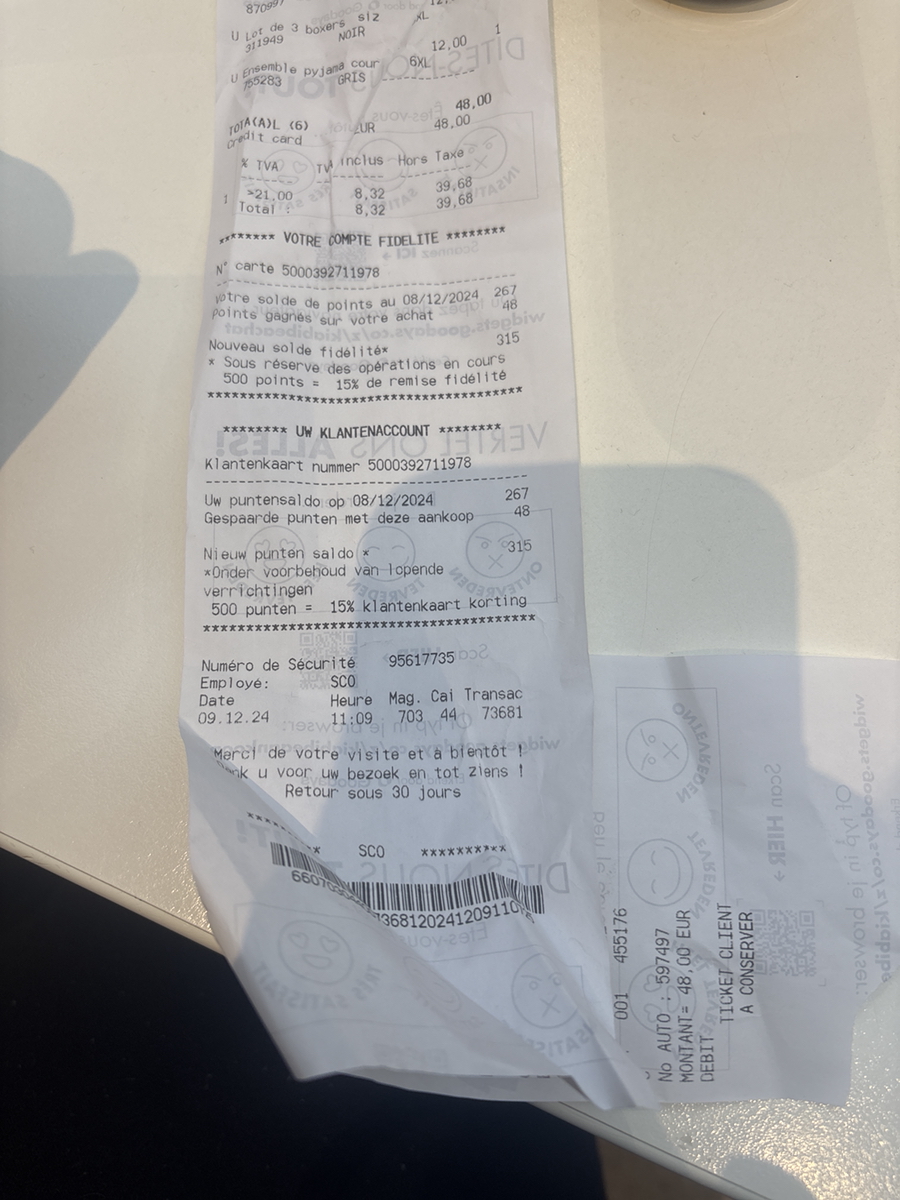 U Lot de 3 boxers siz XL
311949 NOIR
12,00 1
U Ensemble pyjama cour 6XL
755283 GRIS
48,00
TOTA(A)L (6) EUR 48,00
Credit card
% TVA TVA inclus Hors Taxe
1 >21,00 8,32 39,68
Total : 8,32 39,68
******** VOTRE COMPTE FIDELITE ********
N° carte 5000392711978
Votre solde de points au 08/12/2024 267
Points gagnés sur votre achat 48
Nouveau solde fidélité* 315
* Sous réserve des opérations en cours
500 points = 15% de remise fidélité
****************************************
******** UW KLANTENACCOUNT ********
Klantenkaart nummer 5000392711978
Uw puntensaldo op 08/12/2024 267
Gespaarde punten met deze aankoop 48
Nieuw punten saldo * 315
*Onder voorbehoud van lopende
verrichtingen
500 punten = 15% klantenkaart korting
****************************************
Numéro de Sécurité 95617735
Employé: SCO
Date Heure Mag. Cai Transac
09.12.24 11:09 703 44 73681
Merci de votre visite et à bientôt !
u voor uw bezoek en tot ziens !
Retour sous 30 jours
SCO **********
001 455176
No AUTO : 597497
MONTANT= 48,00 EUR
DEBIT
TICKET CLIENT
A CONSERVER